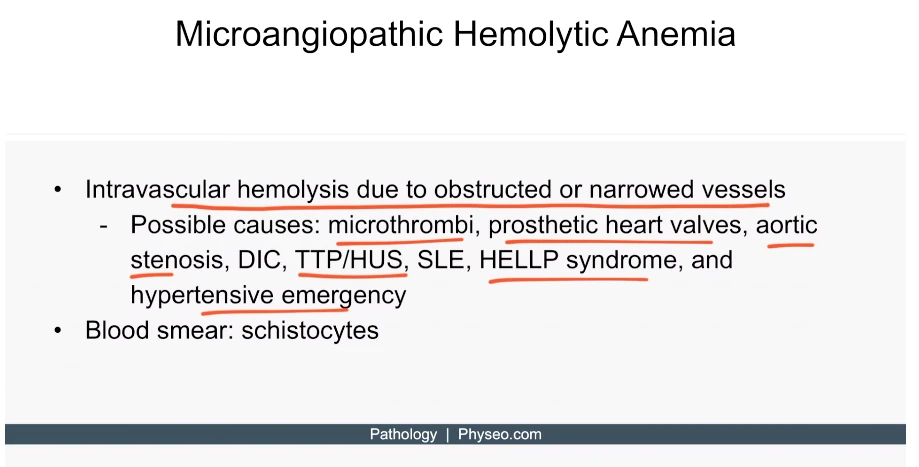 Microangiopathic Hemolytic Anemia
• Intravascular hemolysis due to obstructed or narrowed vessels
- Possible causes: microthrombi, prosthetic heart valves, aortic
stenosis, DIC, TTP/HUS, SLE, HELLP syndrome, and
hypertensive emergency
• Blood smear: schistocytes
Pathology | Physeo.com